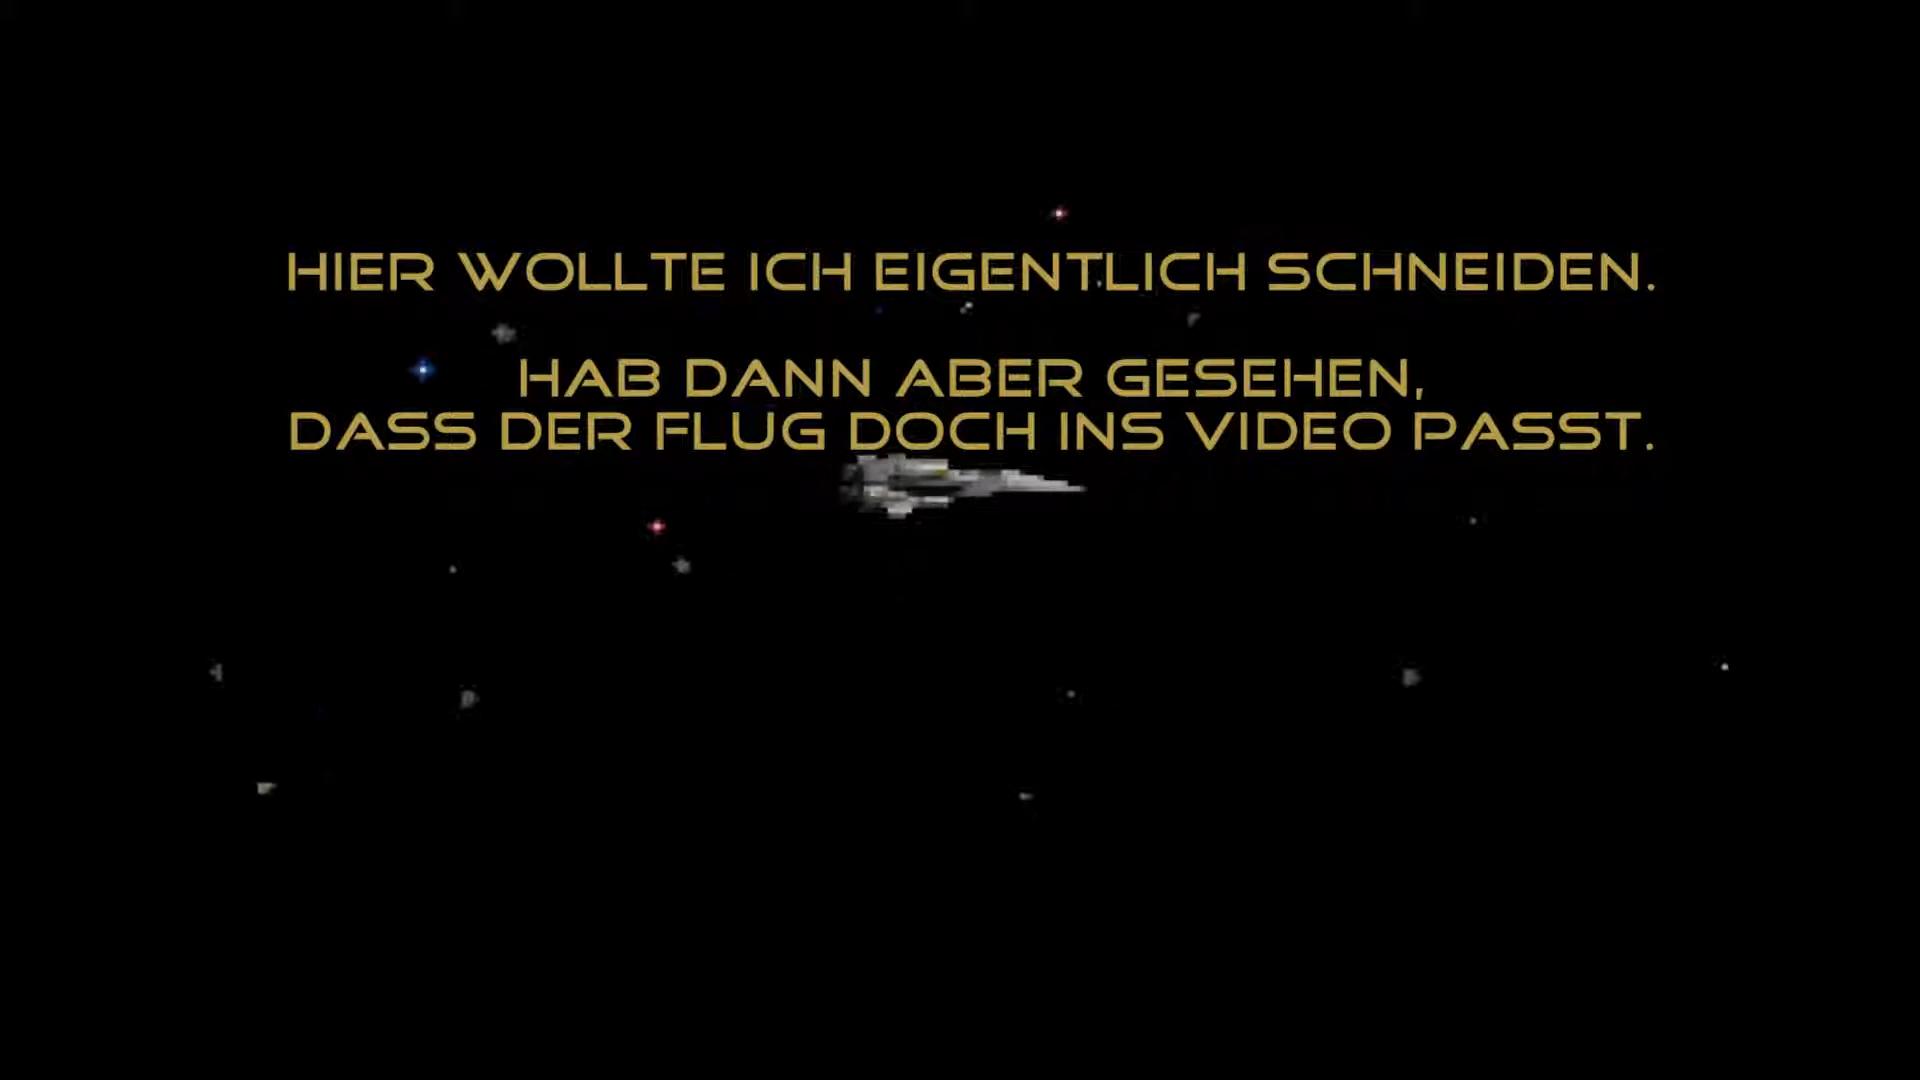 HIER WOLLTE ICH EIGENTLICH SCHNEIDEN.
HAB DANN ABER GESEHEN,
DASS DER FLUG DOCH INS VIDEO PASST.